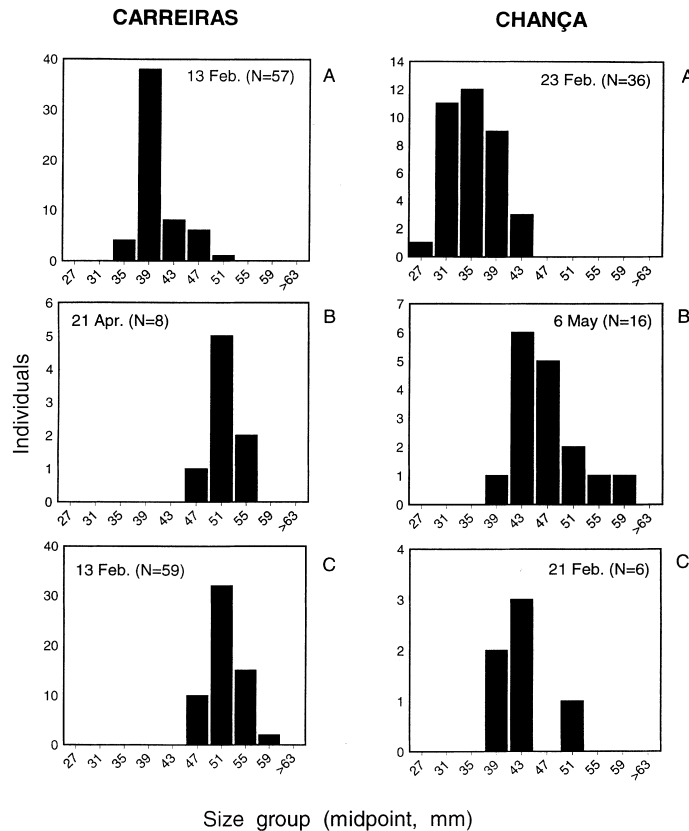 CARREIRAS
CHANÇA
40
30
20
10
0
13 Feb. (N=57)
A
27 31 35 39 43 47 51 55 59 >63
14
12
10
8
6
4
2
0
23 Feb. (N=36)
A
27 31 35 39 43 47 51 55 59 >63
Individuals
6
5
4
3
2
1
0
21 Apr. (N=8)
B
27 31 35 39 43 47 51 55 59 >63
7
6
5
4
3
2
1
0
6 May (N=16)
B
27 31 35 39 43 47 51 55 59 >63
40
30
20
10
0
13 Feb. (N=59)
C
27 31 35 39 43 47 51 55 59 >63
4
3
2
1
0
21 Feb. (N=6)
C
27 31 35 39 43 47 51 55 59 >63
Size group (midpoint, mm)